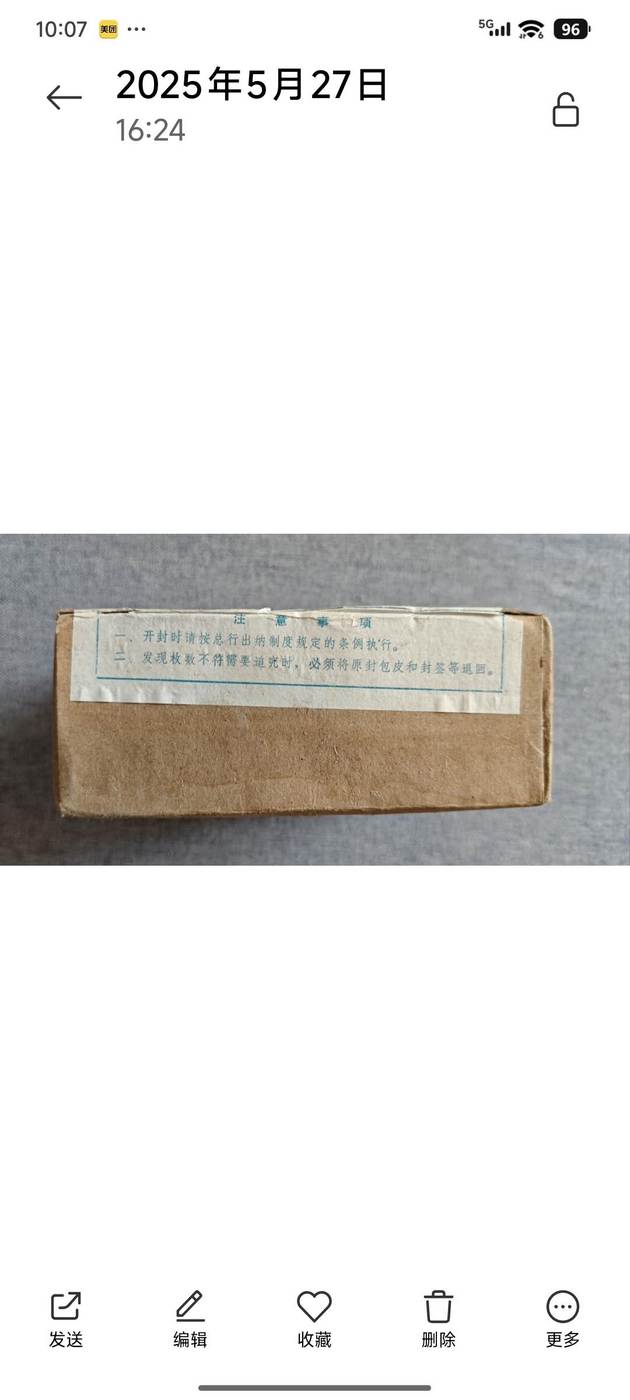 10:07 美团 ··· 5G 6 96
2025年5月27日
16:24
注意事项
一、开封时请按总行出纳制度规定的条例执行。
二、发现枚数不符需要追究时，必须将原封包皮和封签等退回。
发送 编辑 收藏 删除 更多